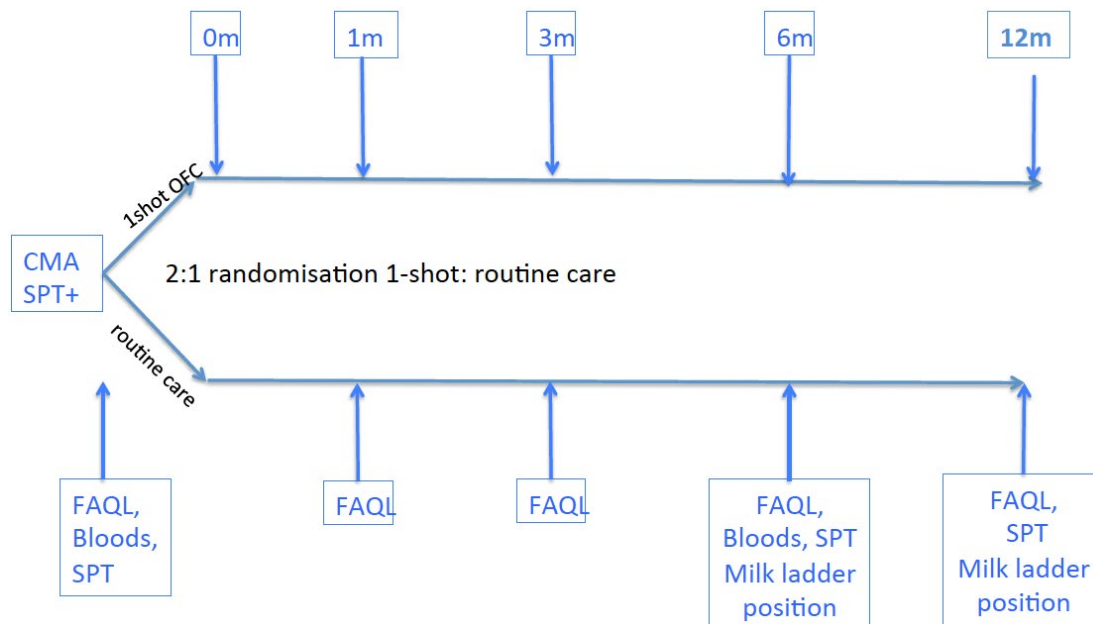 0m
1m
3m
6m
12m
1shot OFC
CMA
SPT+
2:1 randomisation 1-shot: routine care
routine care
FAQL,
Bloods,
SPT
FAQL
FAQL
FAQL,
Bloods, SPT
Milk ladder
position
FAQL,
SPT
Milk ladder
position